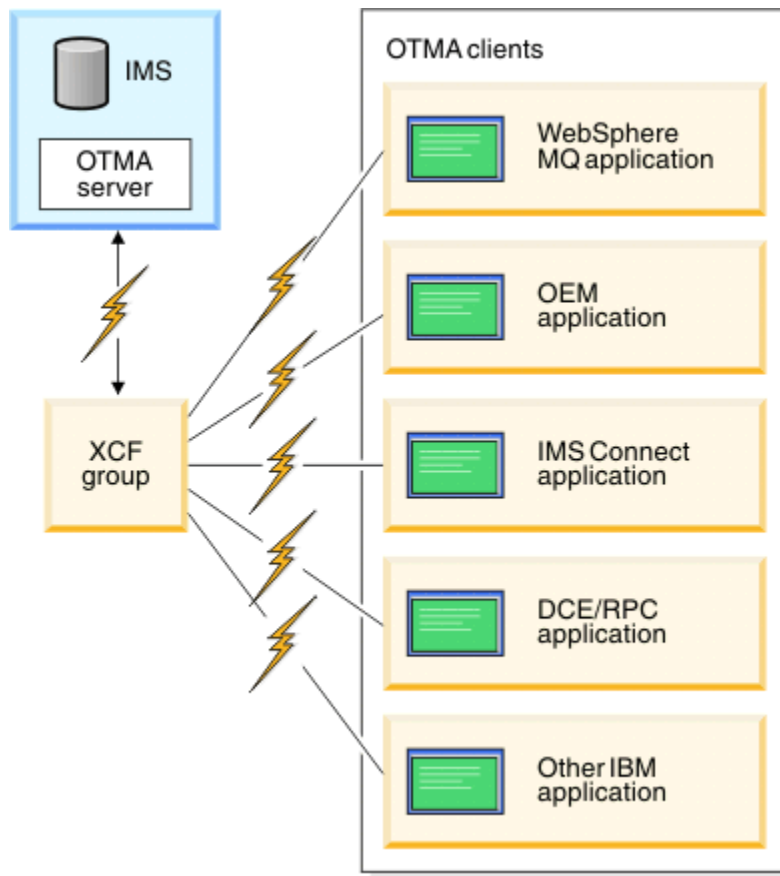 IMS
OTMA
server
XCF
group
OTMA clients
WebSphere
MQ application
OEM
application
IMS Connect
application
DCE/RPC
application
Other IBM
application